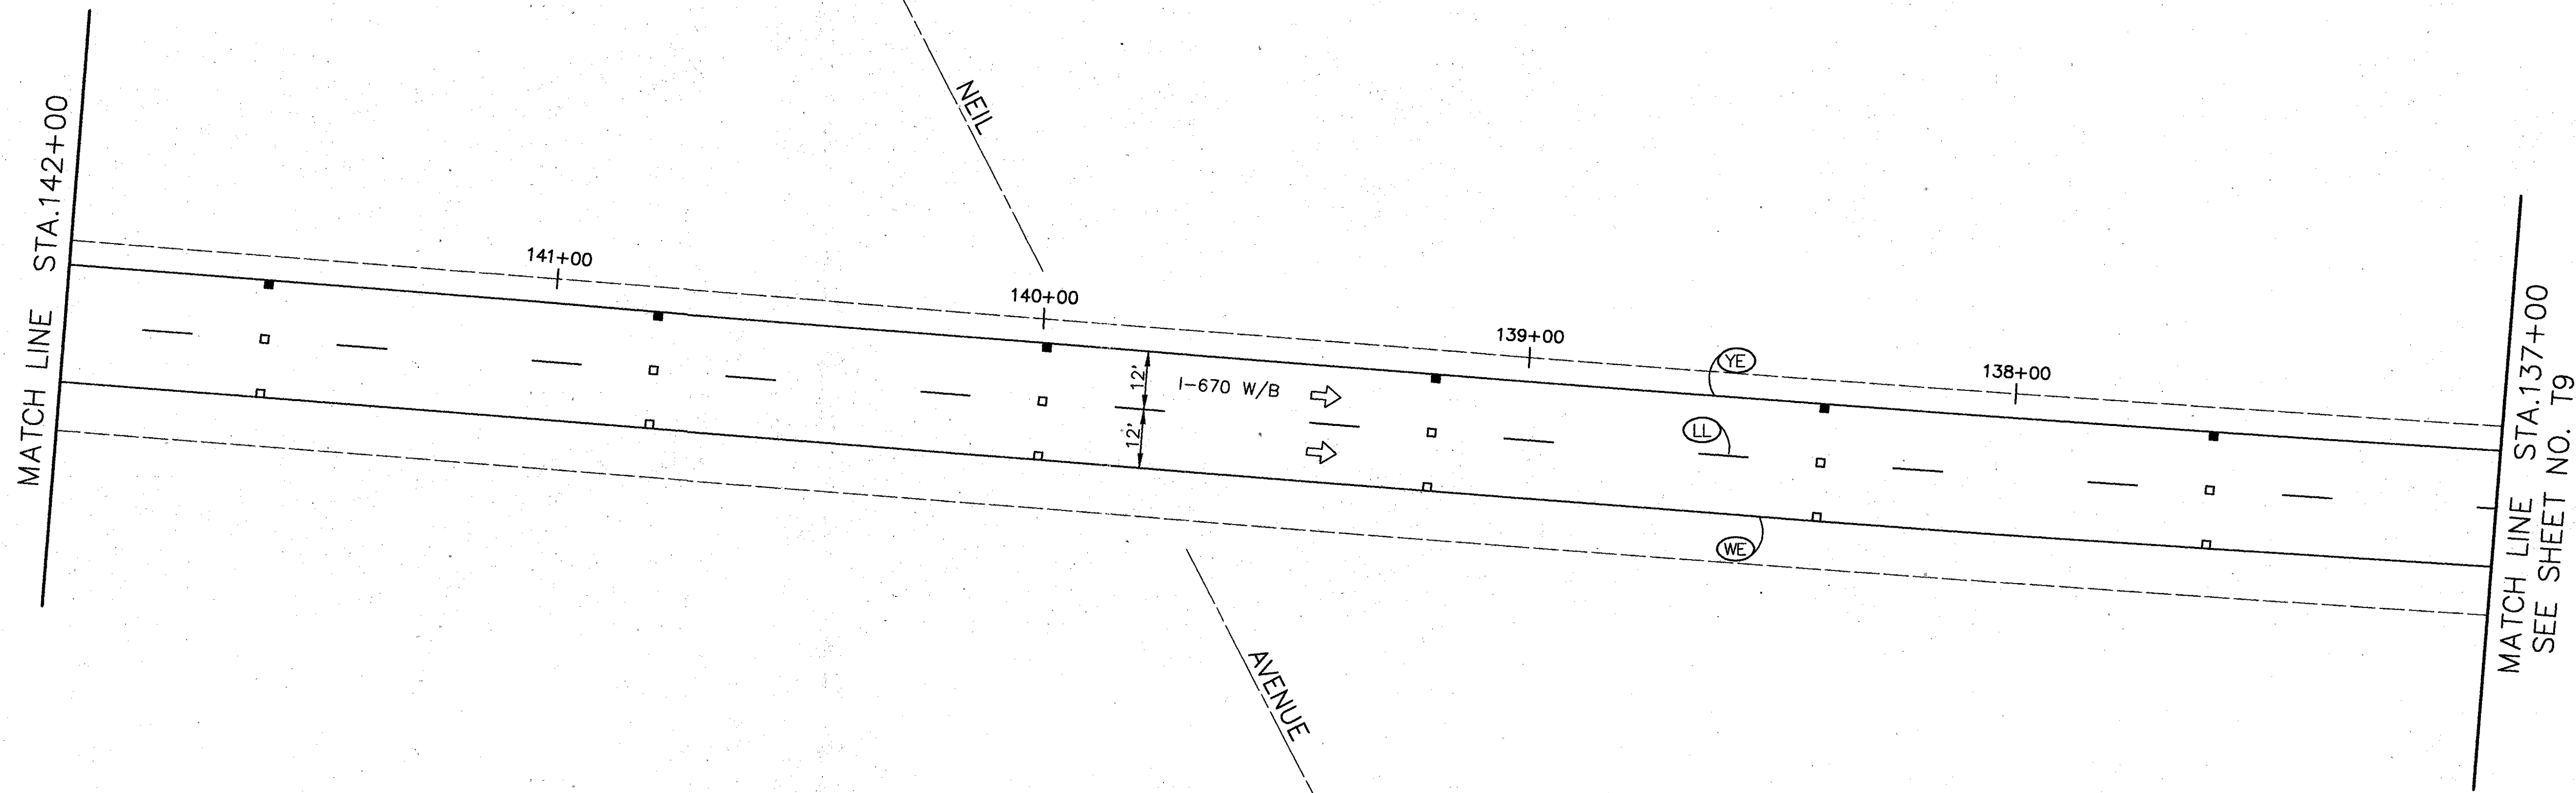 MATCH LINE STA.142+00
NEIL
141+00
140+00
139+00
138+00
12'
12'
I-670 W/B
YE
LL
WE
AVENUE
MATCH LINE STA.137+00
SEE SHEET NO. T9